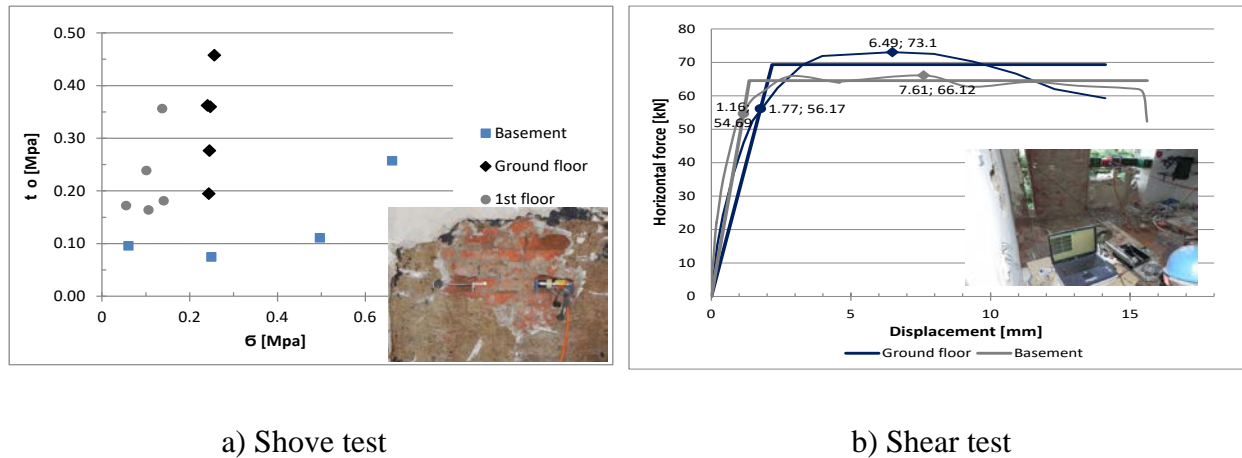 0.50
0.40
0.30
0.20
0.10
0.00
t o [Mpa]
0
0.2
0.4
0.6
б [Mpa]
Basement
Ground floor
1st floor
80
70
60
50
40
30
20
10
0
Horizontal force [kN]
6.49; 73.1
7.61; 66.12
1.16;
54.69
1.77; 56.17
0
5
10
15
Displacement [mm]
Ground floor
Basement
a) Shove test
b) Shear test